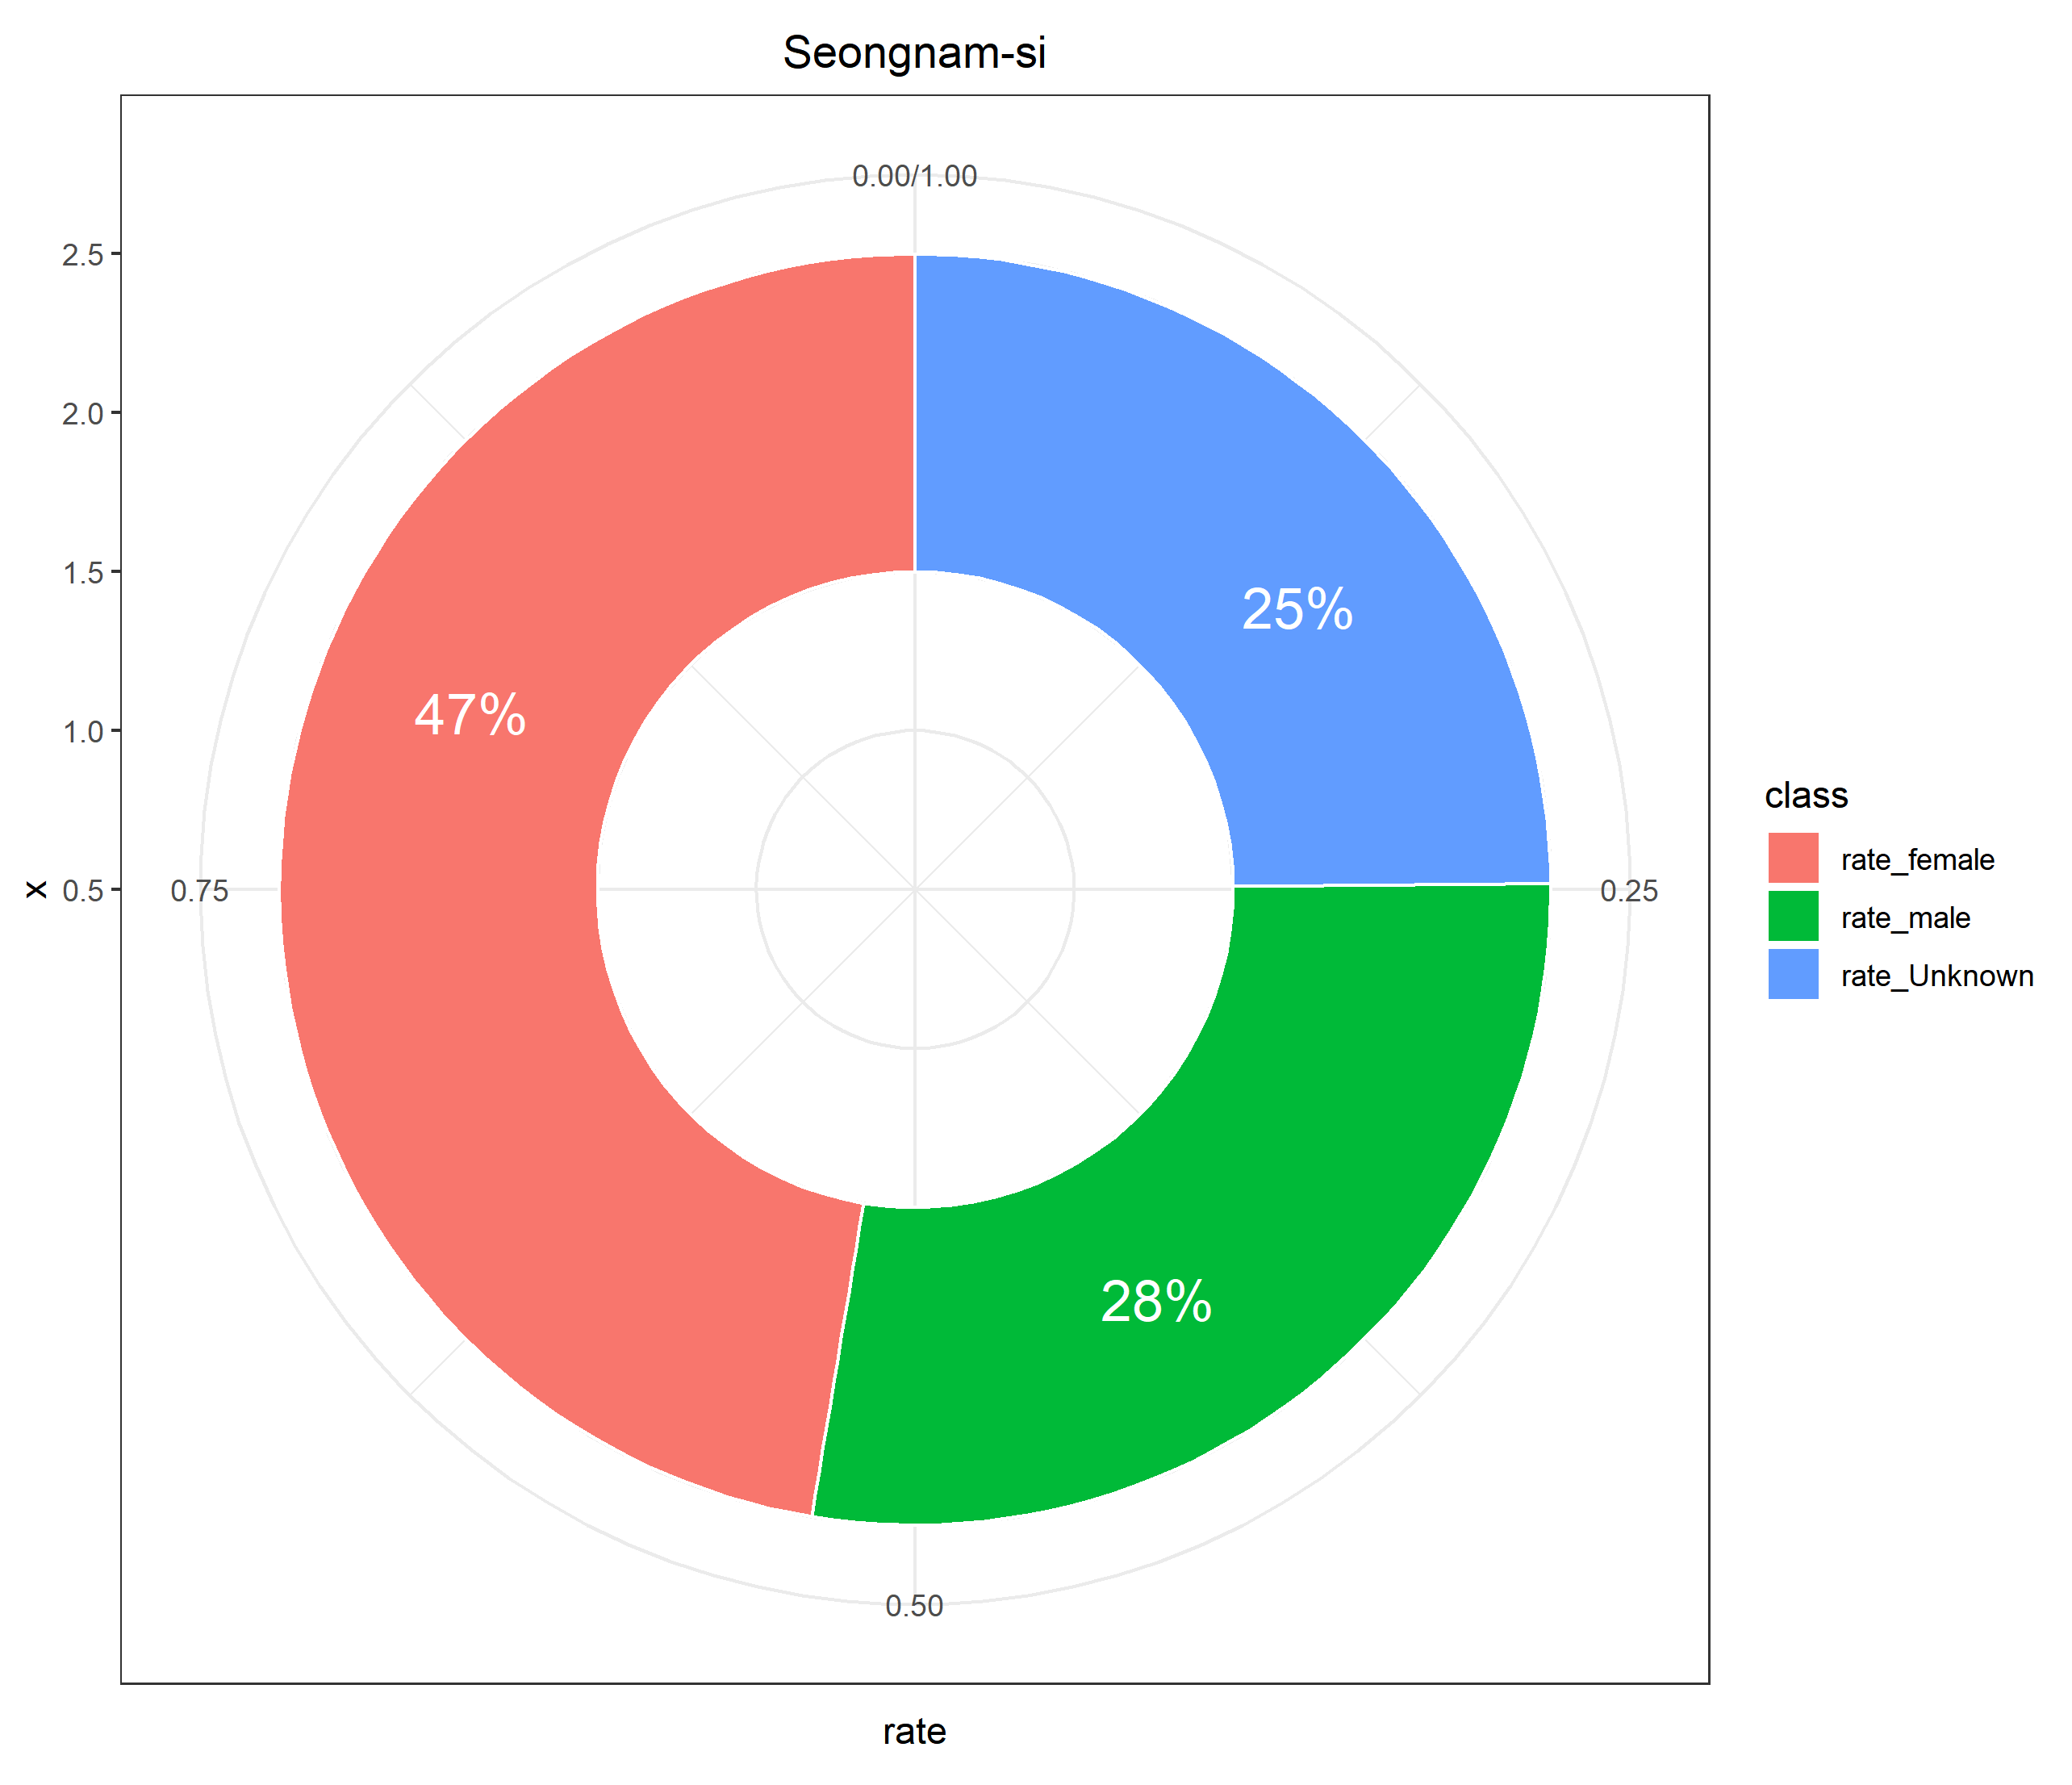 Seongnam-si
0.00/1.00
2.5
2.0
1.5
1.0
0.5
x
0.75
0.25
0.50
47%
25%
28%
rate
class
rate_female
rate_male
rate_Unknown